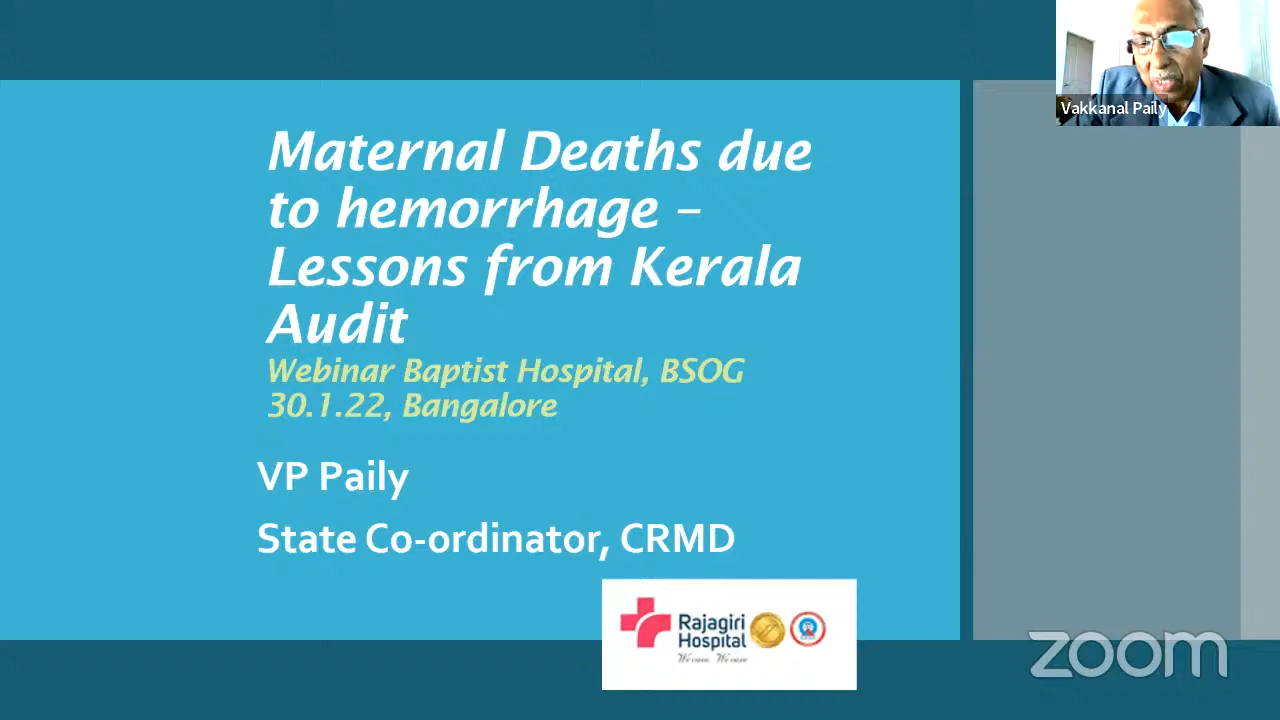 Vakkanal Paily
Maternal Deaths due
to hemorrhage –
Lessons from Kerala
Audit
Webinar Baptist Hospital, BSOG
30.1.22, Bangalore
VP Paily
State Co-ordinator, CRMD
Rajagiri
Hospital
zoom